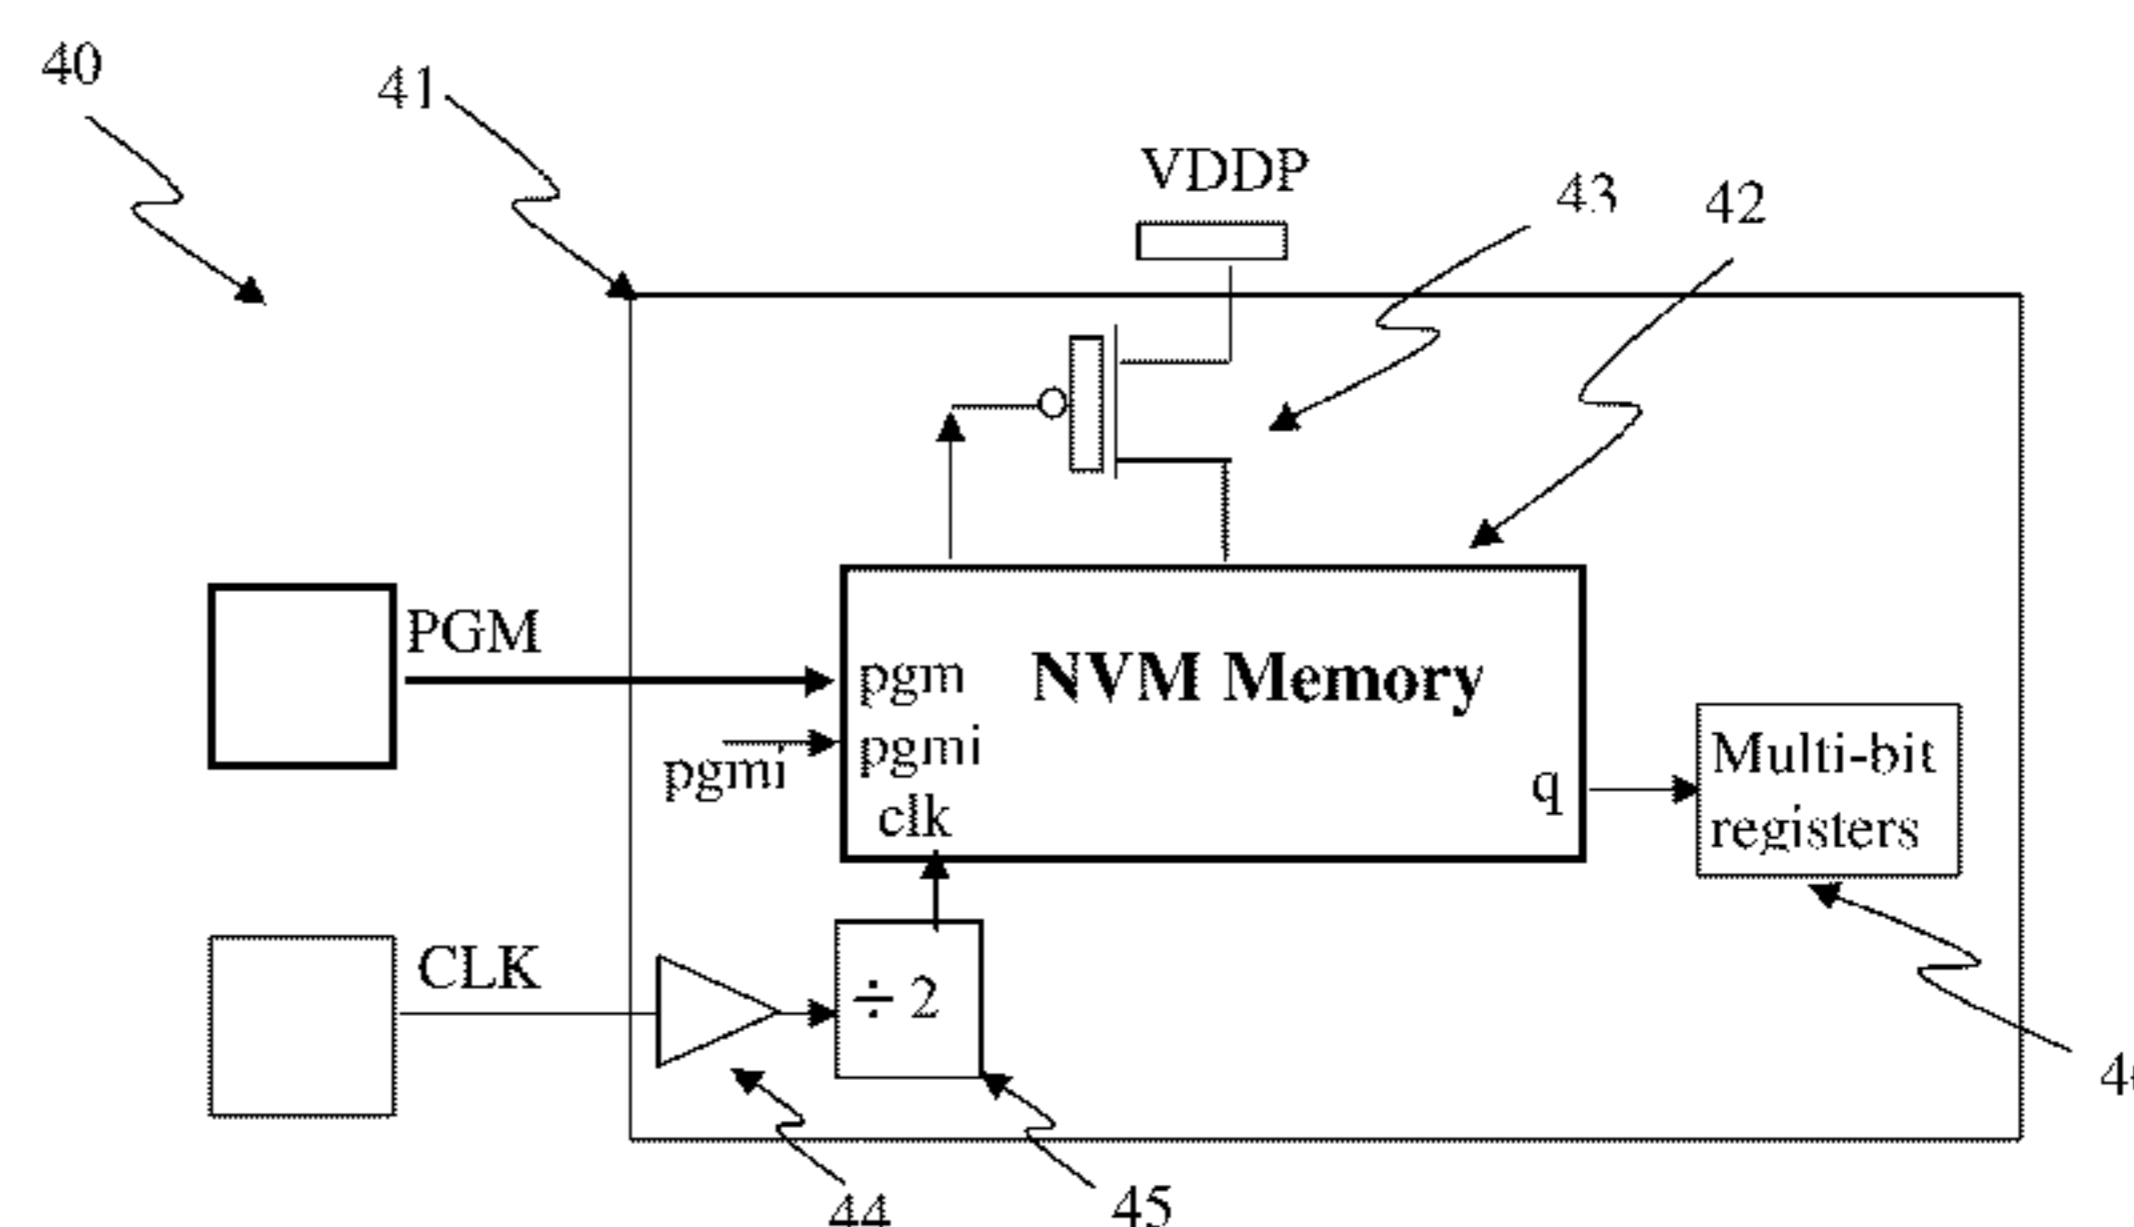 40
41
VDDP
43
42
PGM
pgm
NVM Memory
pgmi
pgmi
clk
q
Multi-bit
registers
CLK
÷ 2
44
45